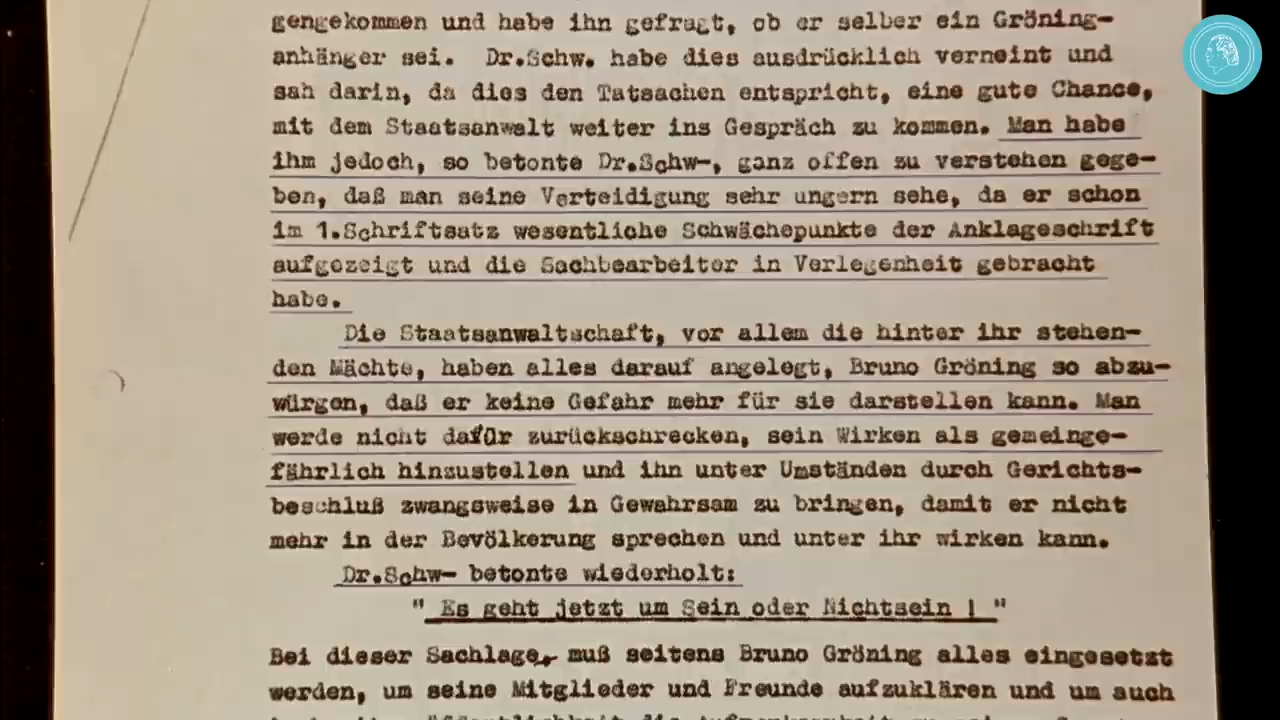 gengekommen und habe ihn gefragt, ob er selber ein Gröning-
anhänger sei.  Dr.Schw. habe dies ausdrücklich verneint und
sah darin, da dies den Tatsachen entspricht, eine gute Chance,
mit dem Staatsanwalt weiter ins Gespräch zu kommen. Man habe
ihm jedoch, so betonte Dr.Schw-, ganz offen zu verstehen gege-
ben, daß man seine Verteidigung sehr ungern sehe, da er schon
im 1.Schriftsatz wesentliche Schwächepunkte der Anklageschrift
aufgezeigt und die Sachbearbeiter in Verlegenheit gebracht
habe.
Die Staatsanwaltschaft, vor allem die hinter ihr stehen-
den Mächte, haben alles darauf angelegt, Bruno Gröning so abzu-
würgen, daß er keine Gefahr mehr für sie darstellen kann. Man
werde nicht dafür zurückschrecken, sein Wirken als gemeinge-
fährlich hinzustellen und ihn unter Umständen durch Gerichts-
beschluß zwangsweise in Gewahrsam zu bringen, damit er nicht
mehr in der Bevölkerung sprechen und unter ihr wirken kann.
Dr.Schw- betonte wiederholt:
" Es geht jetzt um Sein oder Nichtsein ! "
Bei dieser Sachlage, muß seitens Bruno Gröning alles eingesetzt
werden, um seine Mitglieder und Freunde aufzuklären und um auch